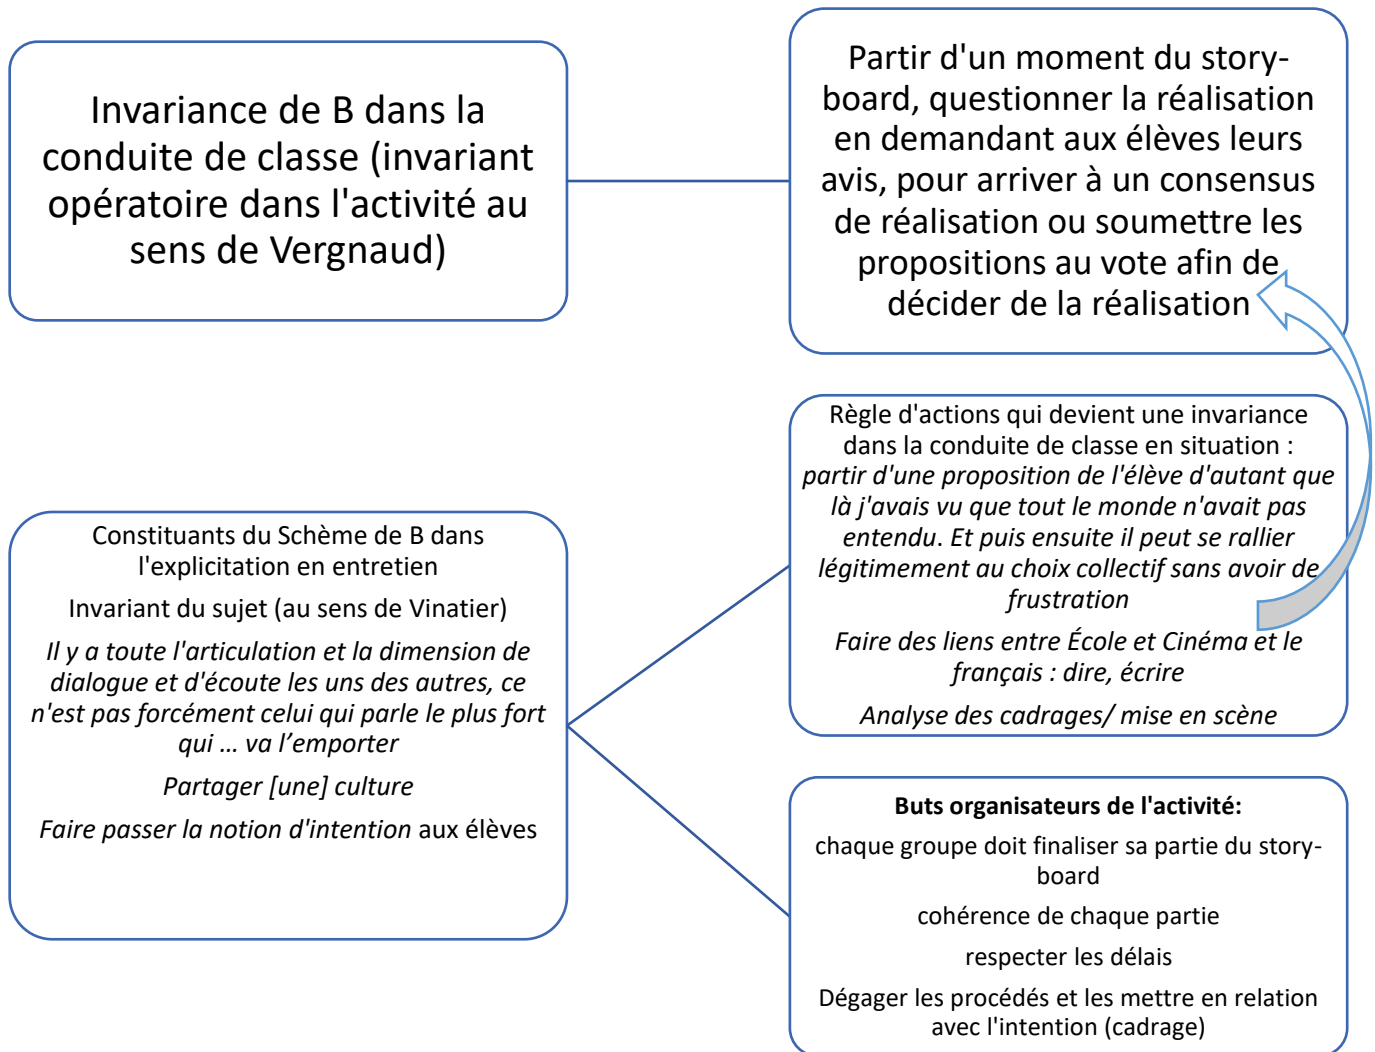 Invariance de B dans la
conduite de classe (invariant
opératoire dans l'activité au
sens de Vergnaud)
Partir d'un moment du story-
board, questionner la réalisation
en demandant aux élèves leurs
avis, pour arriver à un consensus
de réalisation ou soumettre les
propositions au vote afin de
décider de la réalisation
Constituants du Schème de B dans
l'explicitation en entretien
Invariant du sujet (au sens de Vinatier)
Il y a toute l'articulation et la dimension de
dialogue et d'écoute les uns des autres, ce
n'est pas forcément celui qui parle le plus fort
qui … va l’emporter
Partager [une] culture
Faire passer la notion d'intention aux élèves
Règle d'actions qui devient une invariance
dans la conduite de classe en situation :
partir d'une proposition de l'élève d'autant que
là j'avais vu que tout le monde n'avait pas
entendu. Et puis ensuite il peut se rallier
légitimement au choix collectif sans avoir de
frustration
Faire des liens entre École et Cinéma et le
français : dire, écrire
Analyse des cadrages/ mise en scène
Buts organisateurs de l'activité:
chaque groupe doit finaliser sa partie du story-
board
cohérence de chaque partie
respecter les délais
Dégager les procédés et les mettre en relation
avec l'intention (cadrage)